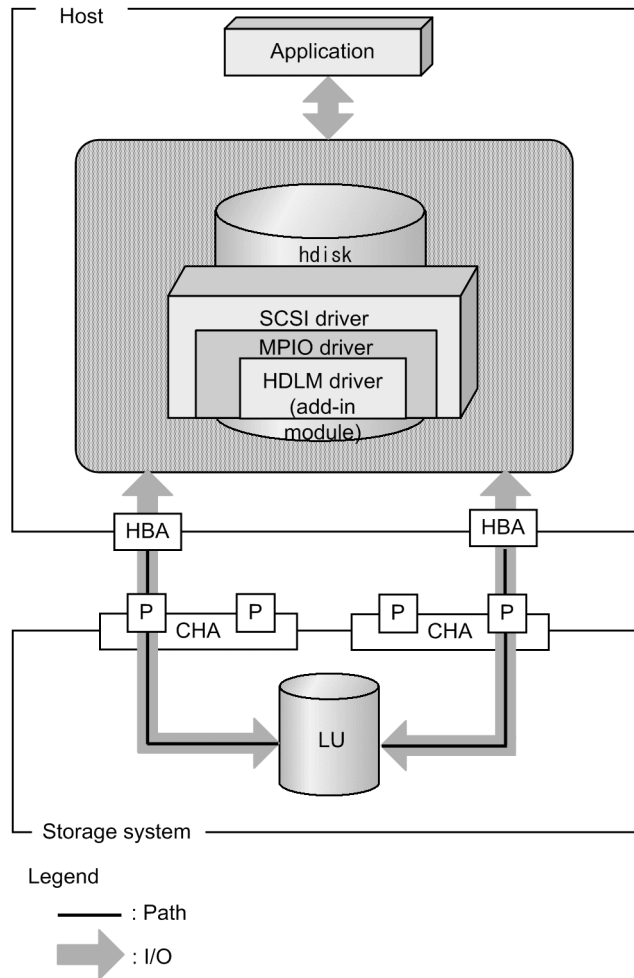 Host
Application
hdisk
SCSI driver
MPIO driver
HDLM driver
(add-in
module)
HBA
HBA
P
P
P
P
CHA
CHA
LU
Storage system
Legend
: Path
: I/O